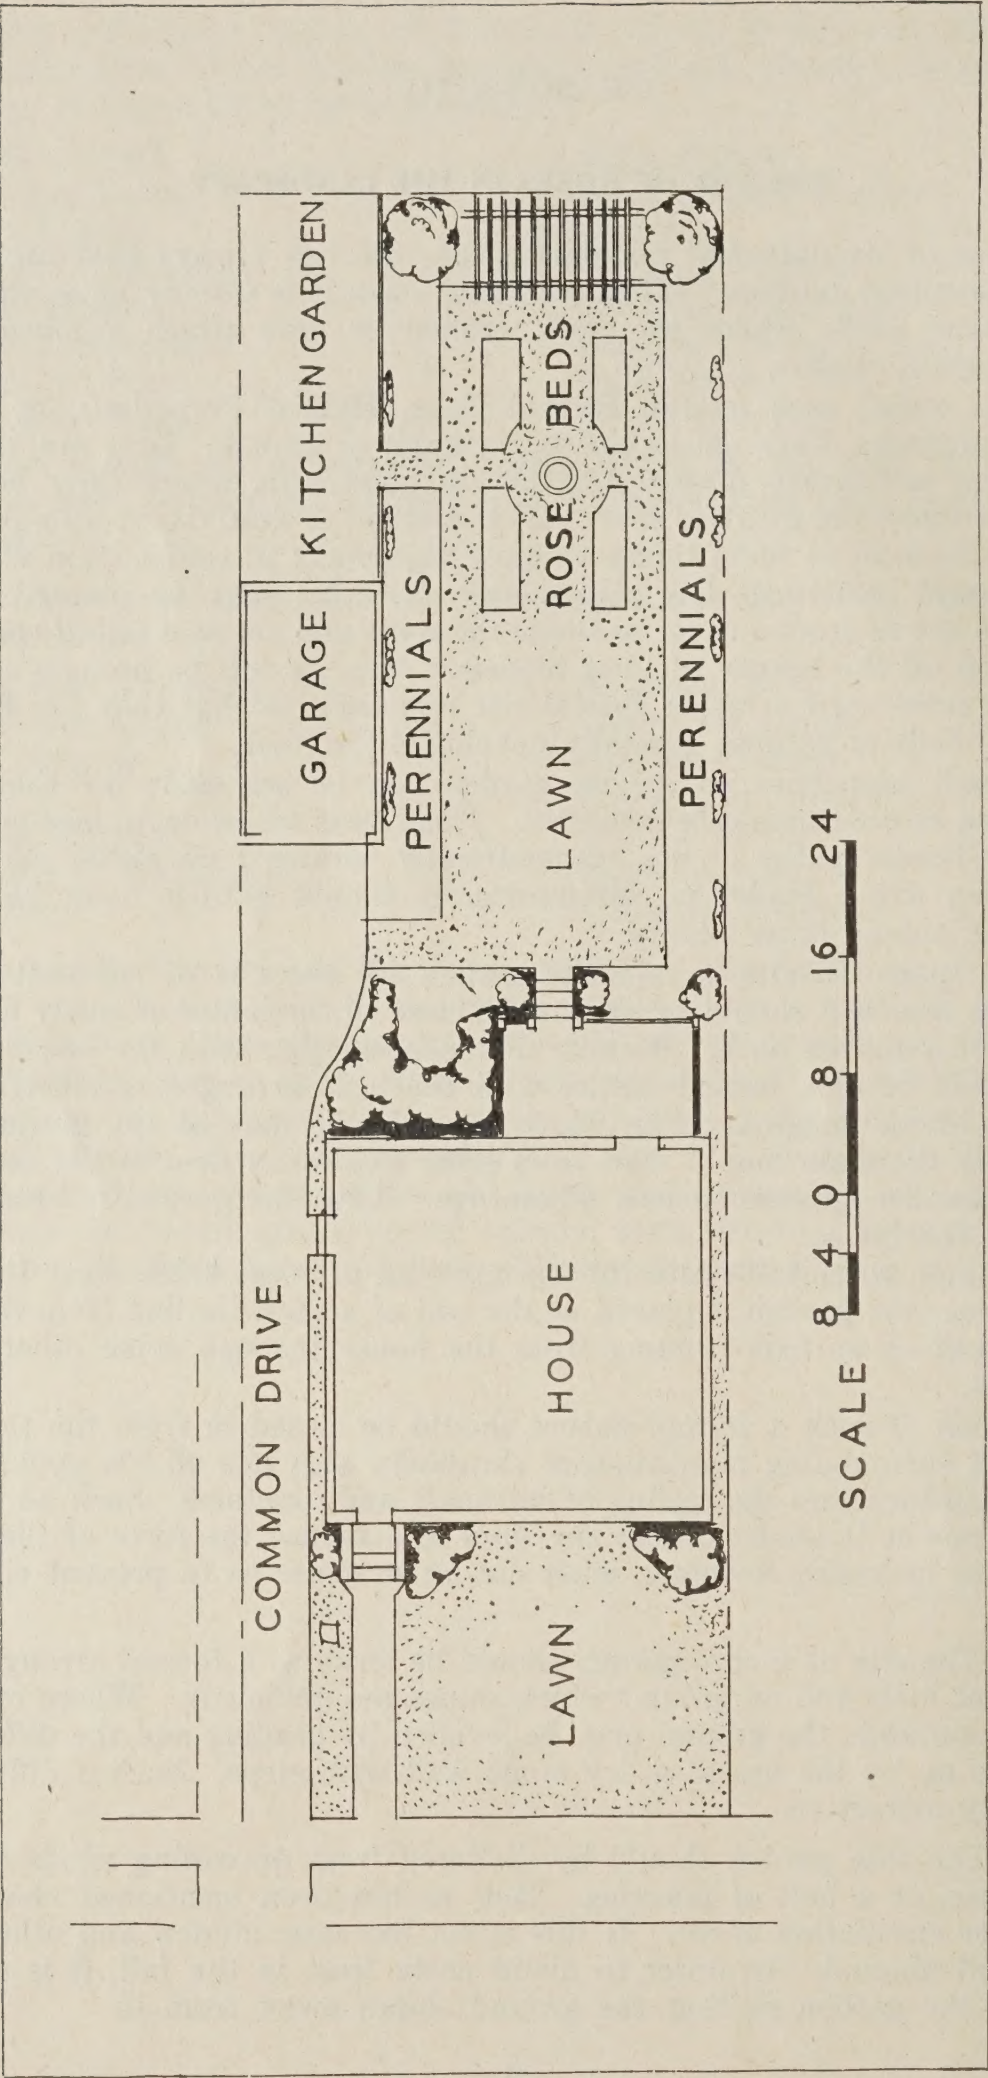 KITCHEN GARDEN
GARAGE
PERENNIALS
ROSE BEDS
LAWN
PERENNIALS
COMMON DRIVE
HOUSE
LAWN
SCALE
8 4 0 8 16 24